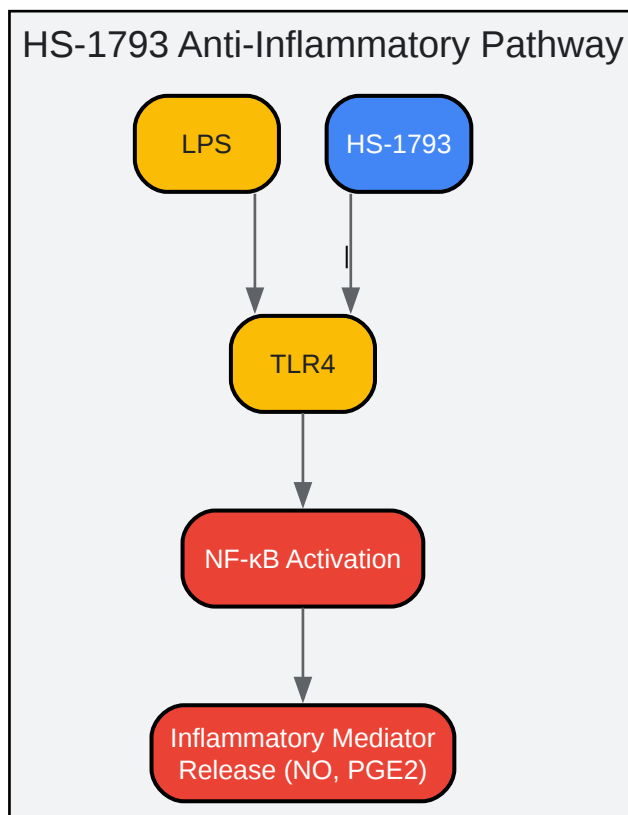 HS-1793 Anti-Inflammatory Pathway
LPS
HS-1793
|
TLR4
NF-κB Activation
Inflammatory Mediator
Release (NO, PGE2)